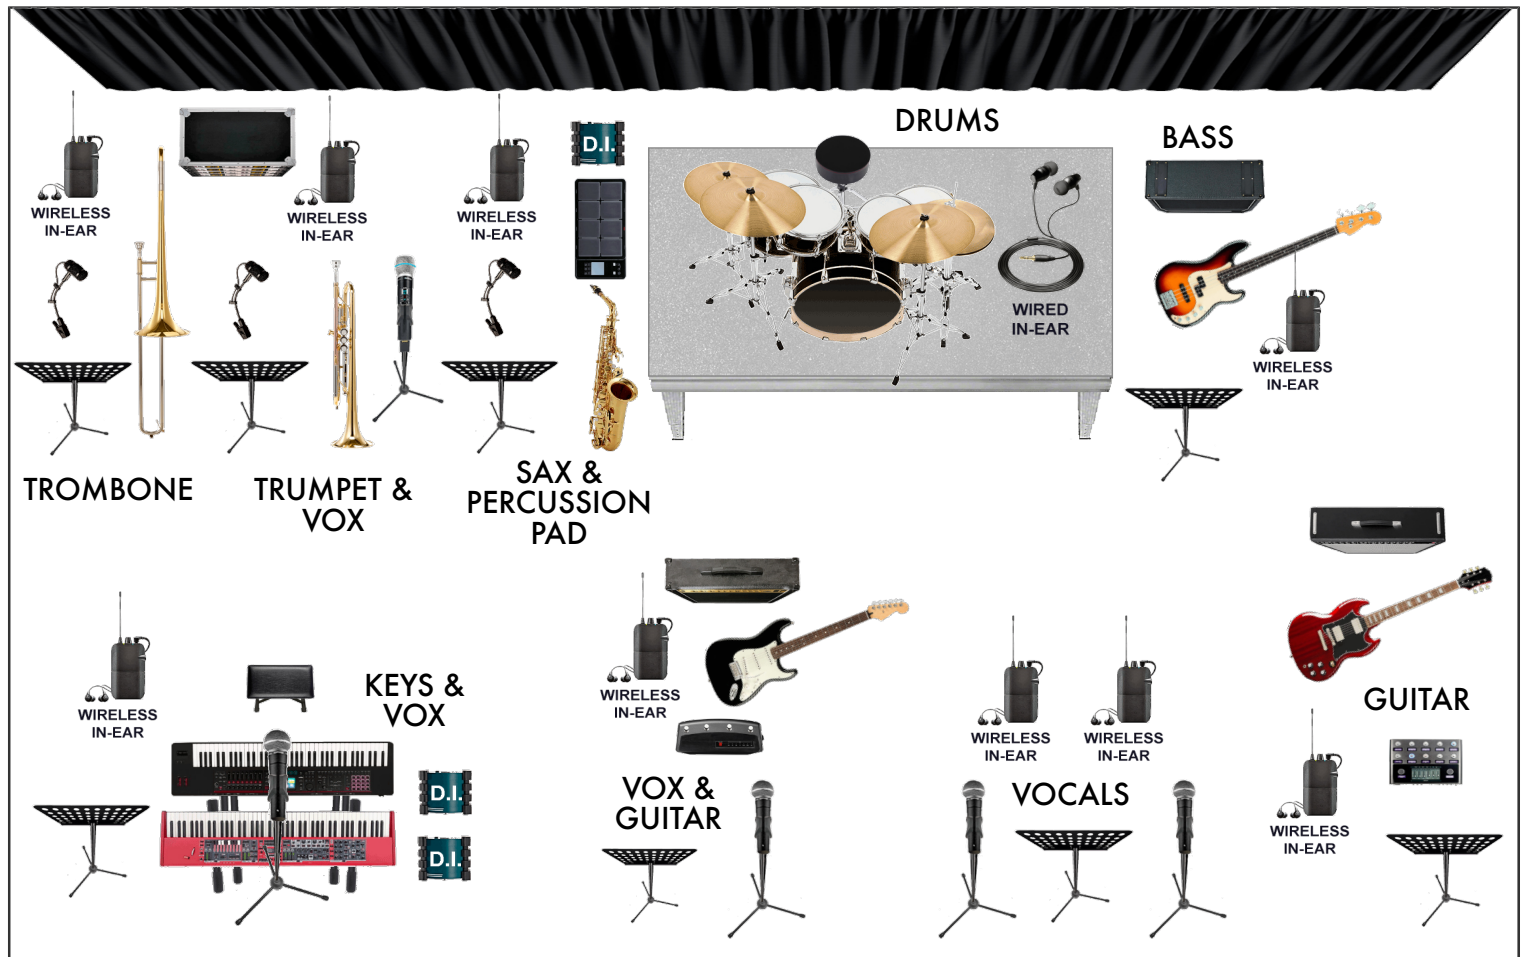 DRUMS
BASS
D.I.
WIRELESS
IN-EAR
WIRELESS
IN-EAR
WIRELESS
IN-EAR
WIRED
IN-EAR
WIRELESS
IN-EAR
TROMBONE
TRUMPET &
VOX
SAX &
PERCUSSION
PAD
WIRELESS
IN-EAR
KEYS &
VOX
D.I.
D.I.
WIRELESS
IN-EAR
VOX &
GUITAR
WIRELESS
IN-EAR
WIRELESS
IN-EAR
VOCALS
GUITAR
WIRELESS
IN-EAR